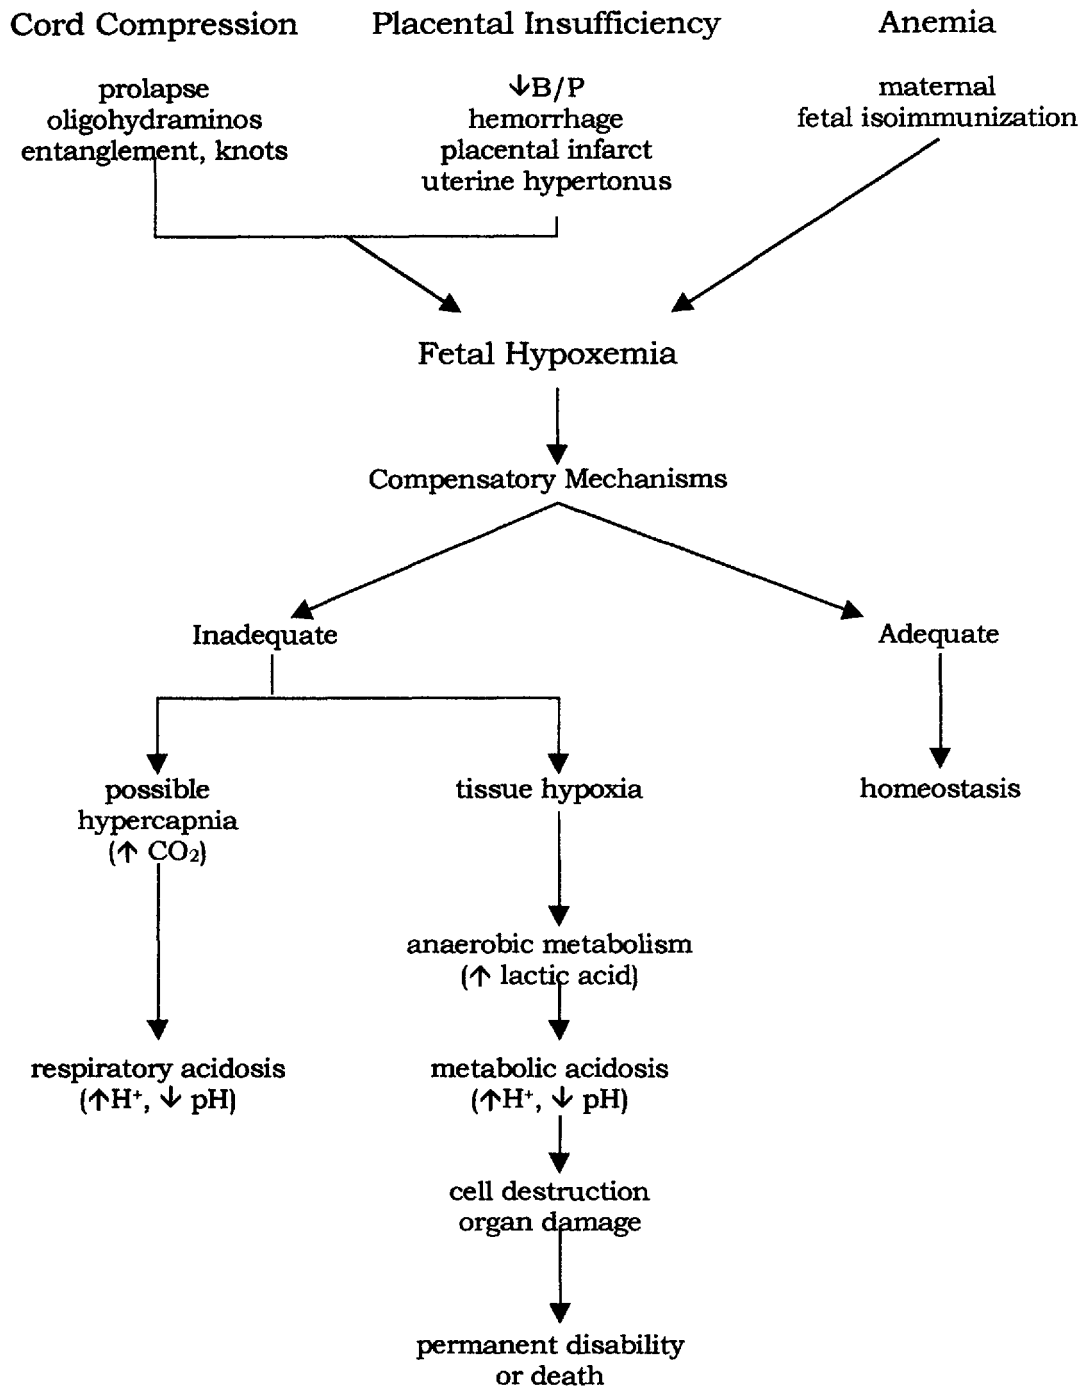 Cord Compression
prolapse
oligohydraminos
entanglement, knots
Placental Insufficiency
↓B/P
hemorrhage
placental infarct
uterine hypertonus
Anemia
maternal
fetal isoimmunization
Fetal Hypoxemia
Compensatory Mechanisms
Inadequate
Adequate
possible
hypercapnia
(↑ CO₂)
tissue hypoxia
homeostasis
anaerobic metabolism
(↑ lactic acid)
respiratory acidosis
(↑H⁺, ↓ pH)
metabolic acidosis
(↑H⁺, ↓ pH)
cell destruction
organ damage
permanent disability
or death